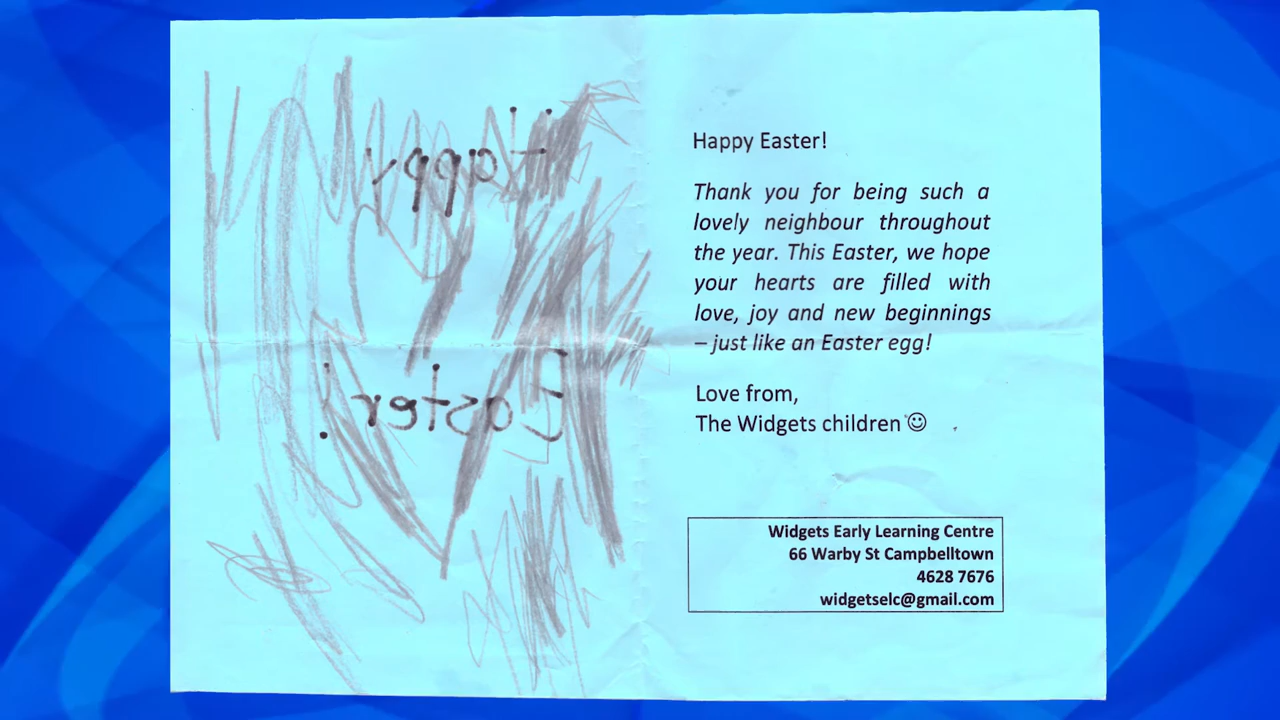 Happy
Easter!
Happy Easter!
Thank you for being such a
lovely neighbour throughout
the year. This Easter, we hope
your hearts are filled with
love, joy and new beginnings
– just like an Easter egg!
Love from,
The Widgets children ☺
Widgets Early Learning Centre
66 Warby St Campbelltown
4628 7676
widgetselc@gmail.com